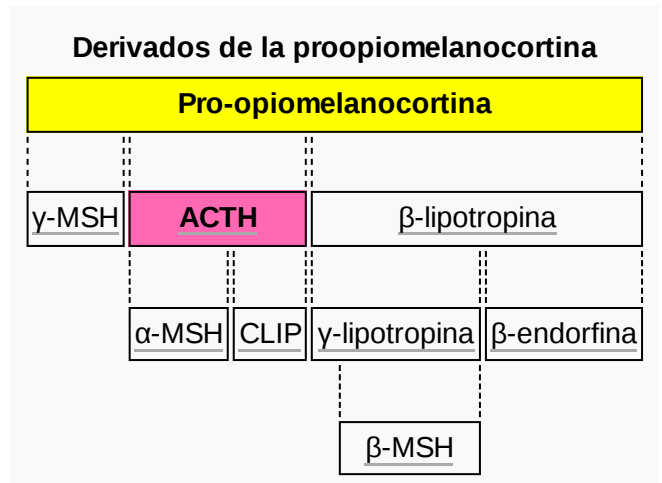 Derivados de la proopiomelanocortina
Pro-opiomelanocortina
γ-MSH ACTH β-lipotropina
α-MSH CLIP γ-lipotropina β-endorfina
β-MSH